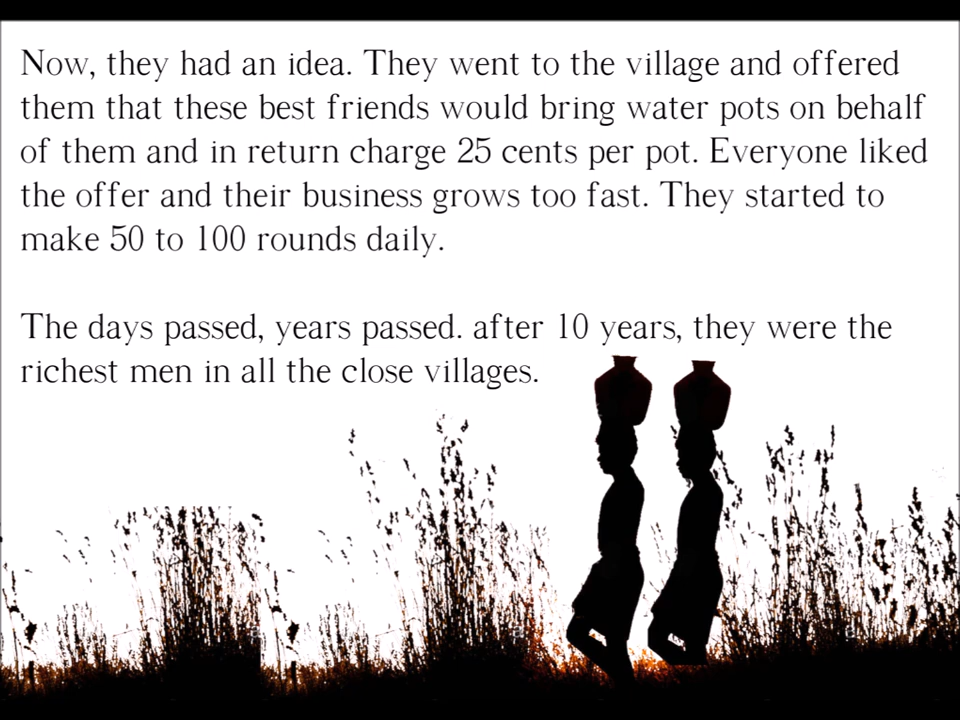 Now, they had an idea. They went to the village and offered
them that these best friends would bring water pots on behalf
of them and in return charge 25 cents per pot. Everyone liked
the offer and their business grows too fast. They started to
make 50 to 100 rounds daily.
The days passed, years passed. after 10 years, they were the
richest men in all the close villages.